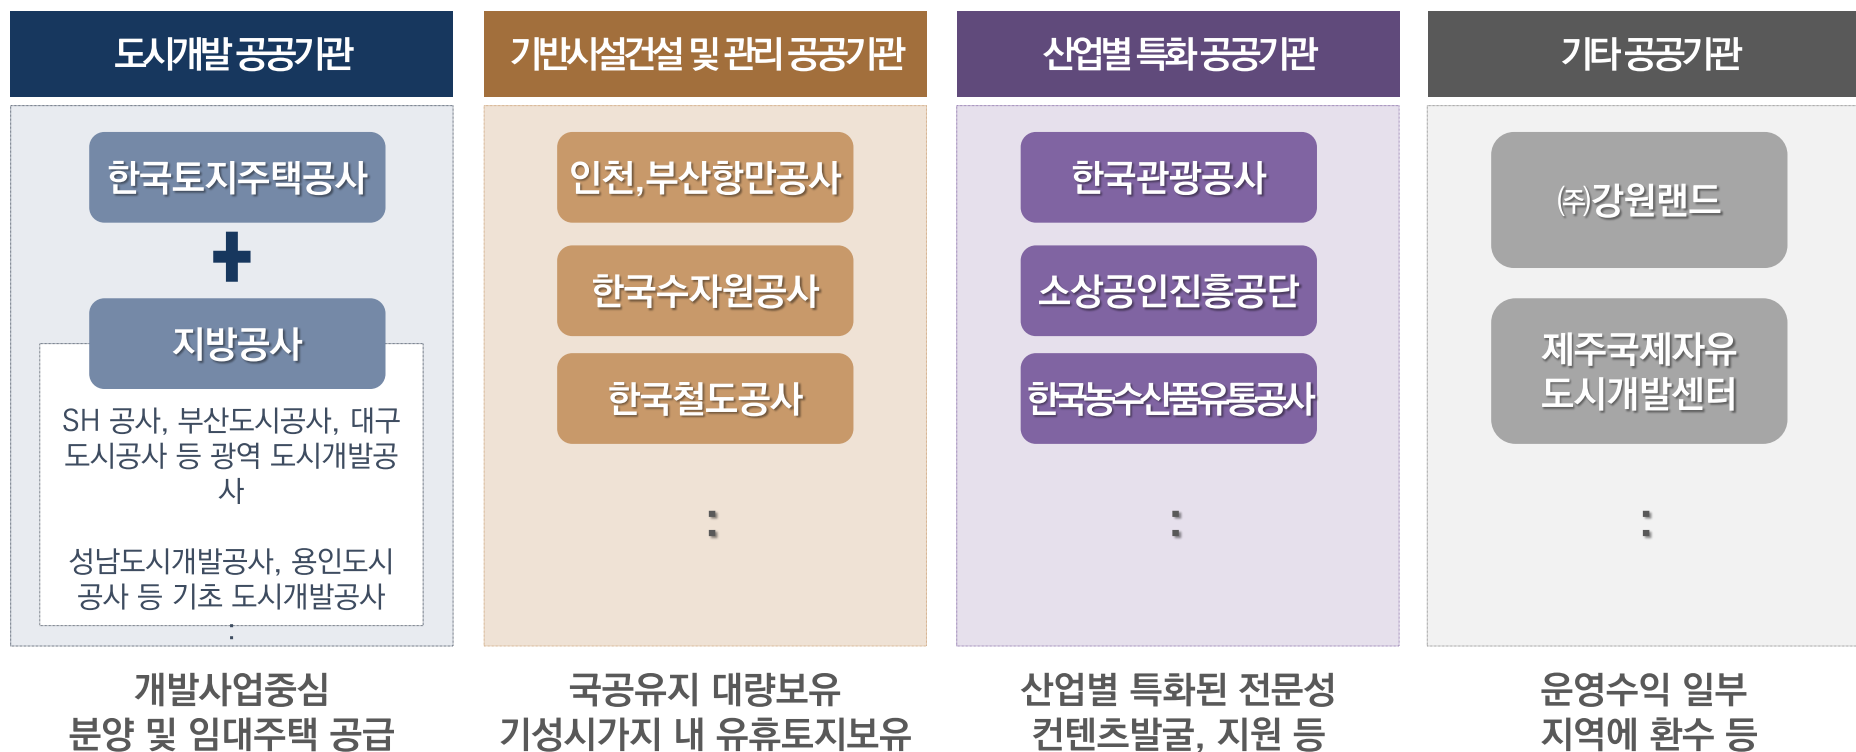 도시개발 공공기관
한국토지주택공사
지방공사
SH 공사, 부산도시공사, 대구
도시공사 등 광역 도시개발공
사
성남도시개발공사, 용인도시
공사 등 기초 도시개발공사
:
개발사업중심
분양 및 임대주택 공급
기반시설건설 및 관리 공공기관
인천,부산항만공사
한국수자원공사
한국철도공사
:
국공유지 대량보유
기성시가지 내 유휴토지보유
산업별 특화 공공기관
한국관광공사
소상공인진흥공단
한국농수산품유통공사
:
산업별 특화된 전문성
컨텐츠발굴, 지원 등
기타 공공기관
㈜강원랜드
제주국제자유
도시개발센터
:
운영수익 일부
지역에 환수 등